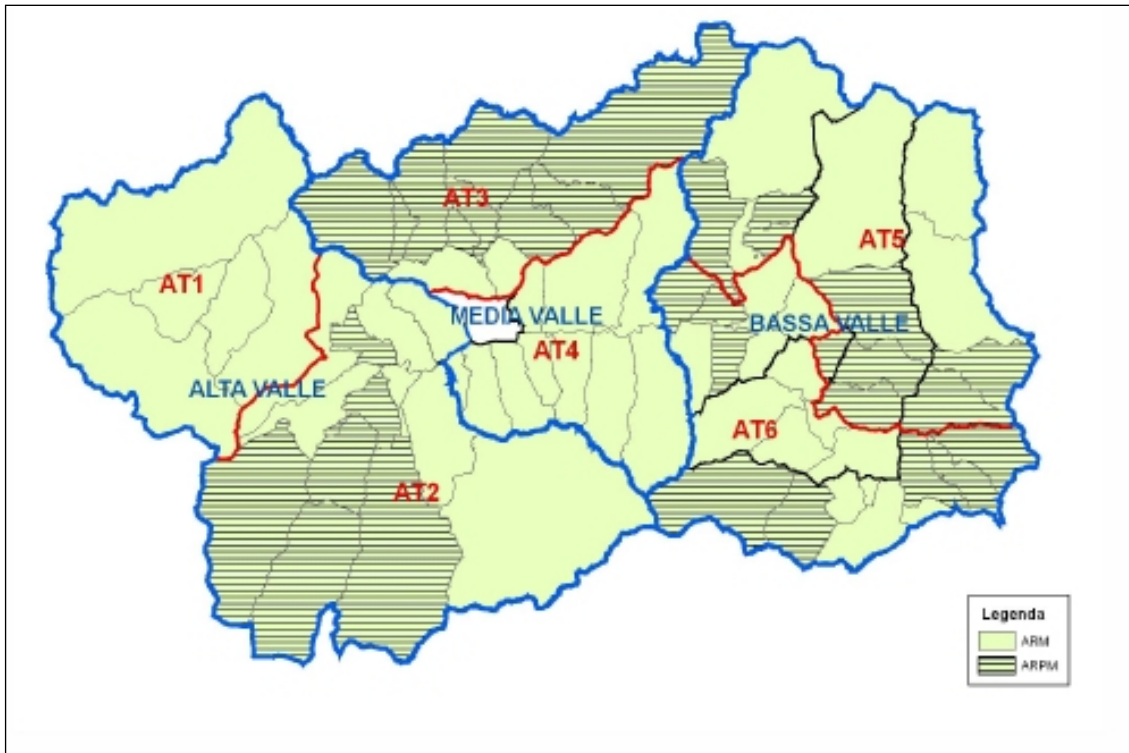 AT3
AT5
AT1
MEDIA VALLE
BASSA VALLE
AT4
ALTA VALLE
AT6
AT2
Legenda
ARM
ARPM